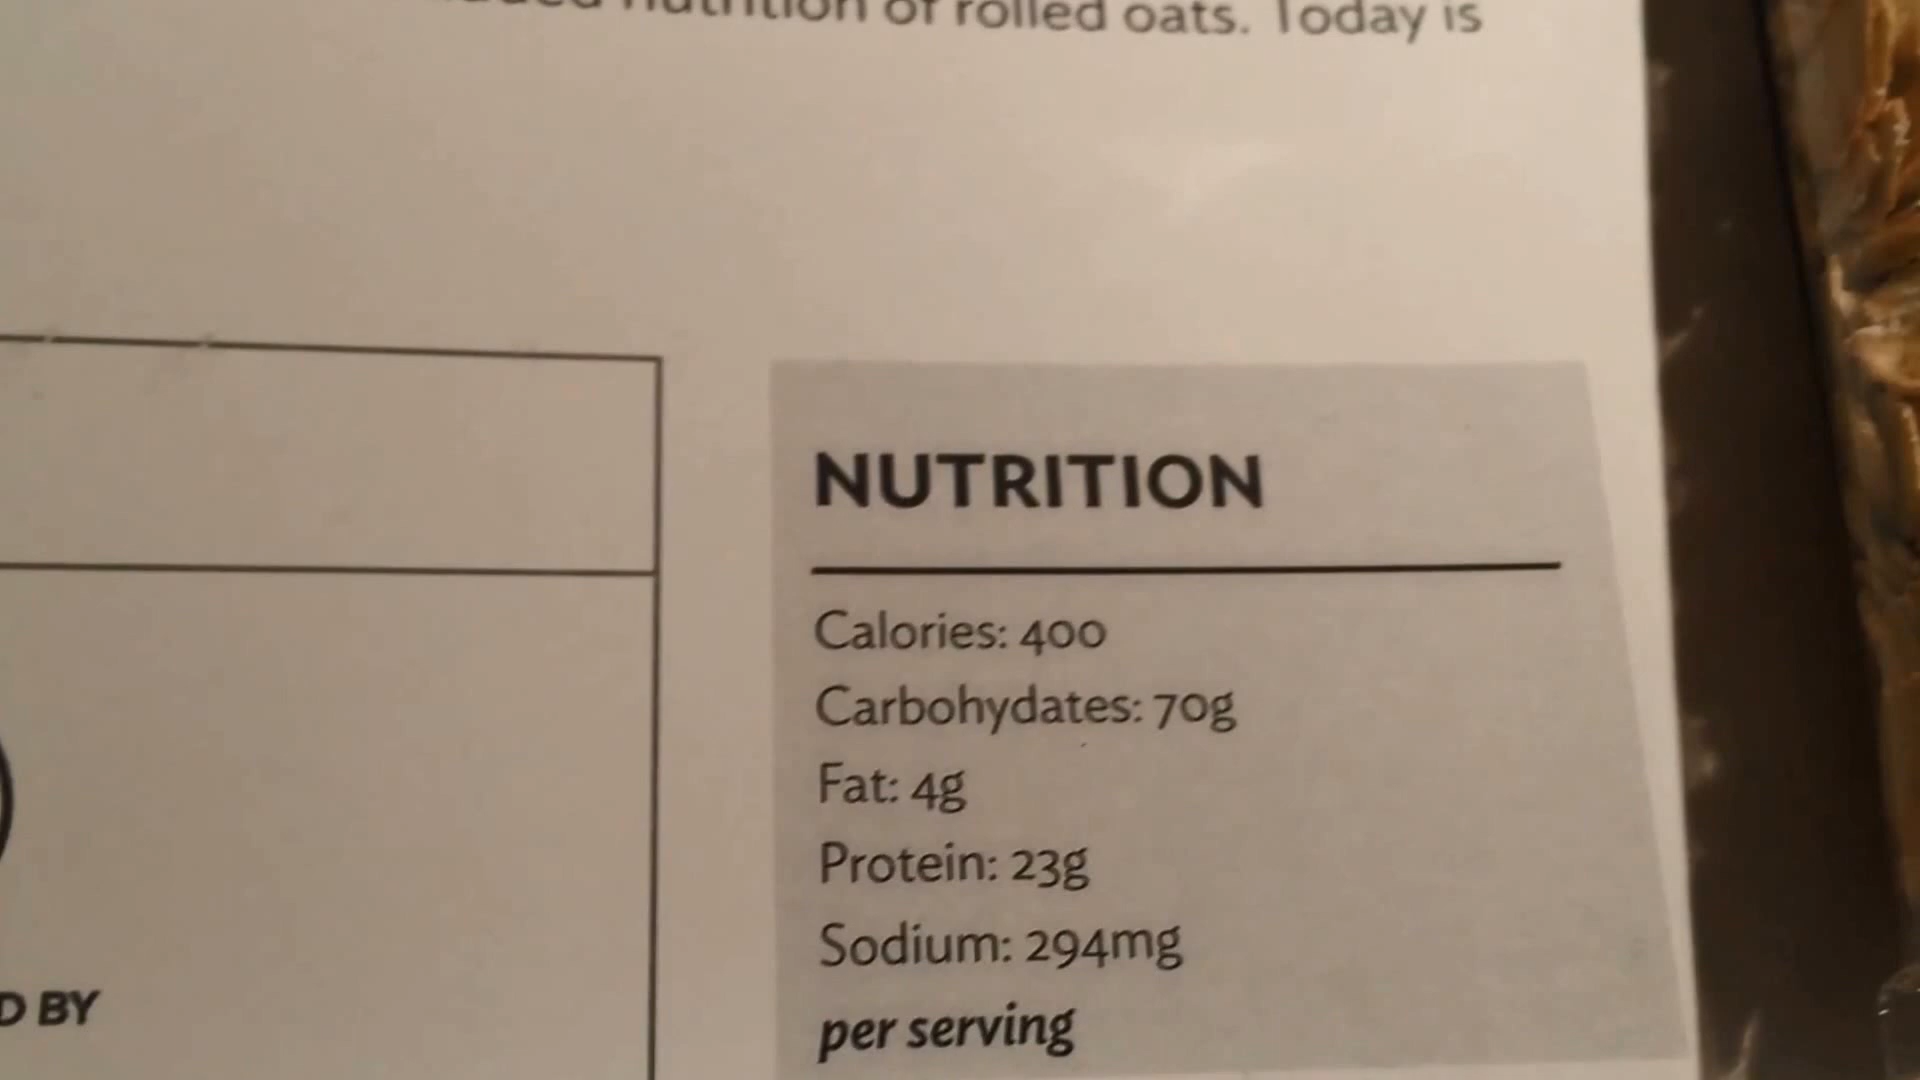 nutrition of rolled oats. Today is
NUTRITION
Calories: 400
Carbohydates: 70g
Fat: 4g
Protein: 23g
Sodium: 294mg
per serving
D BY